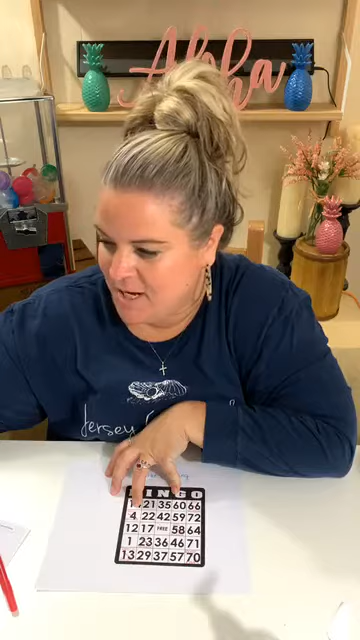 Aloha
Jersey
BINGO
21 35 60 66
4 22 42 59 72
12 17 FREE 58 64
1 23 36 46 71
13 29 37 57 70